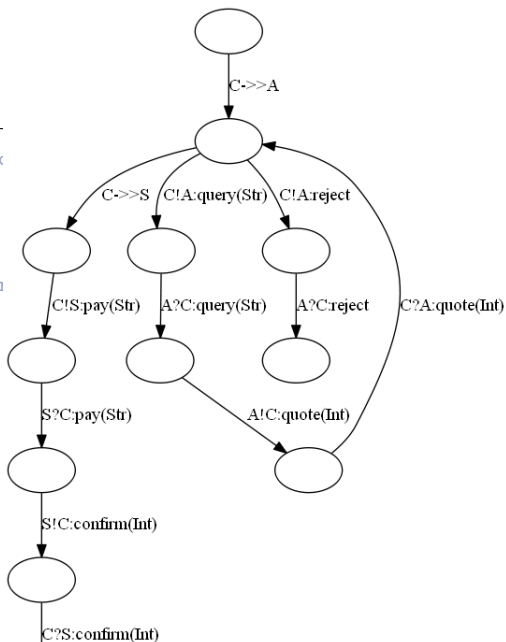 C->>A
C->>S
C!A:query(Str)
C!A:reject
C!S:pay(Str)
A?C:query(Str)
A?C:reject
C?A:quote(Int)
S?C:pay(Str)
A!C:quote(Int)
S!C:confirm(Int)
C?S:confirm(Int)